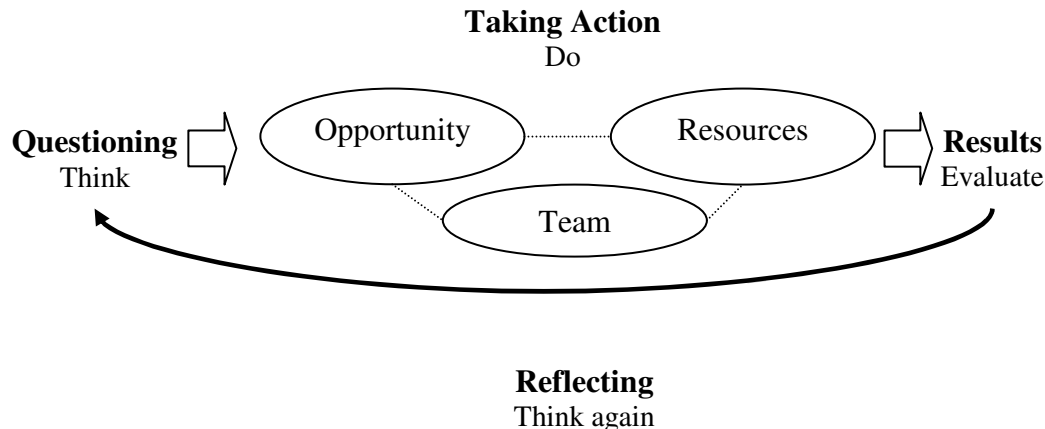 Taking Action
Do
Opportunity
Resources
Questioning
Think
Results
Evaluate
Team
Reflecting
Think again